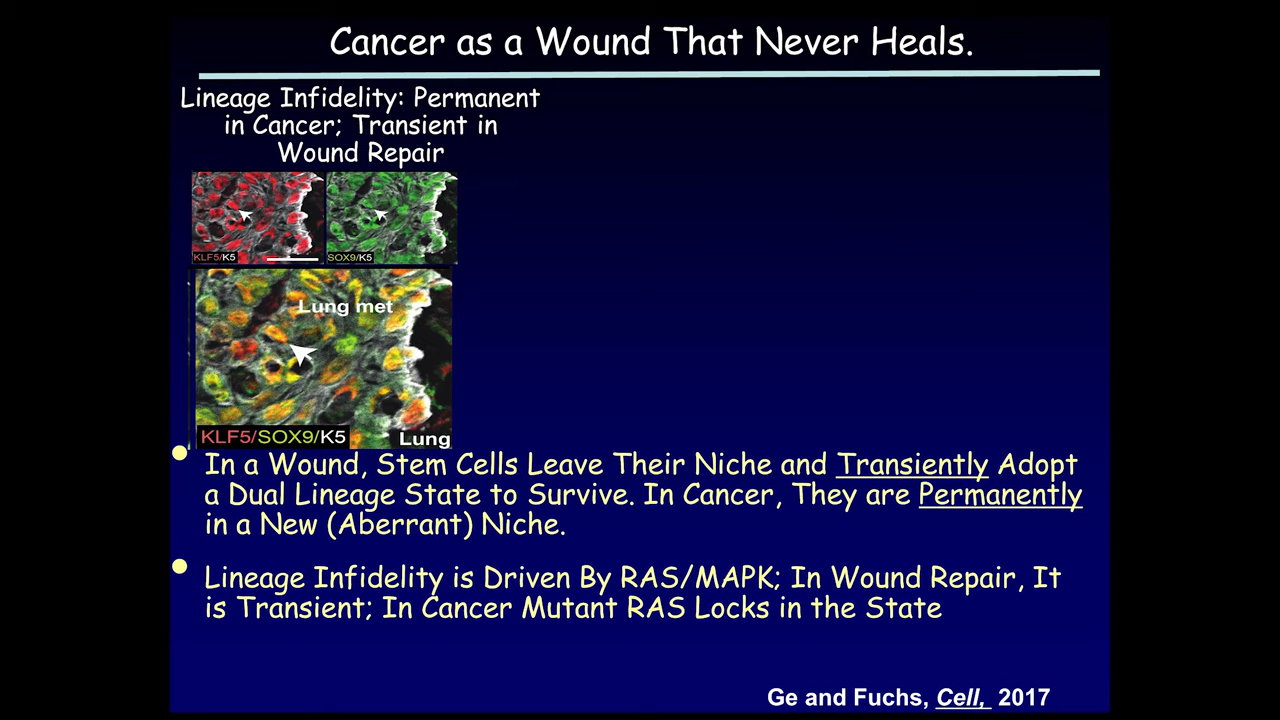 Cancer as a Wound That Never Heals.
Lineage Infidelity: Permanent
in Cancer; Transient in
Wound Repair
KLF5/K5
SOX9/K5
Lung met
KLF5/SOX9/K5
Lung
• In a Wound, Stem Cells Leave Their Niche and Transiently Adopt
a Dual Lineage State to Survive. In Cancer, They are Permanently
in a New (Aberrant) Niche.
• Lineage Infidelity is Driven By RAS/MAPK; In Wound Repair, It
is Transient; In Cancer Mutant RAS Locks in the State
Ge and Fuchs, Cell, 2017